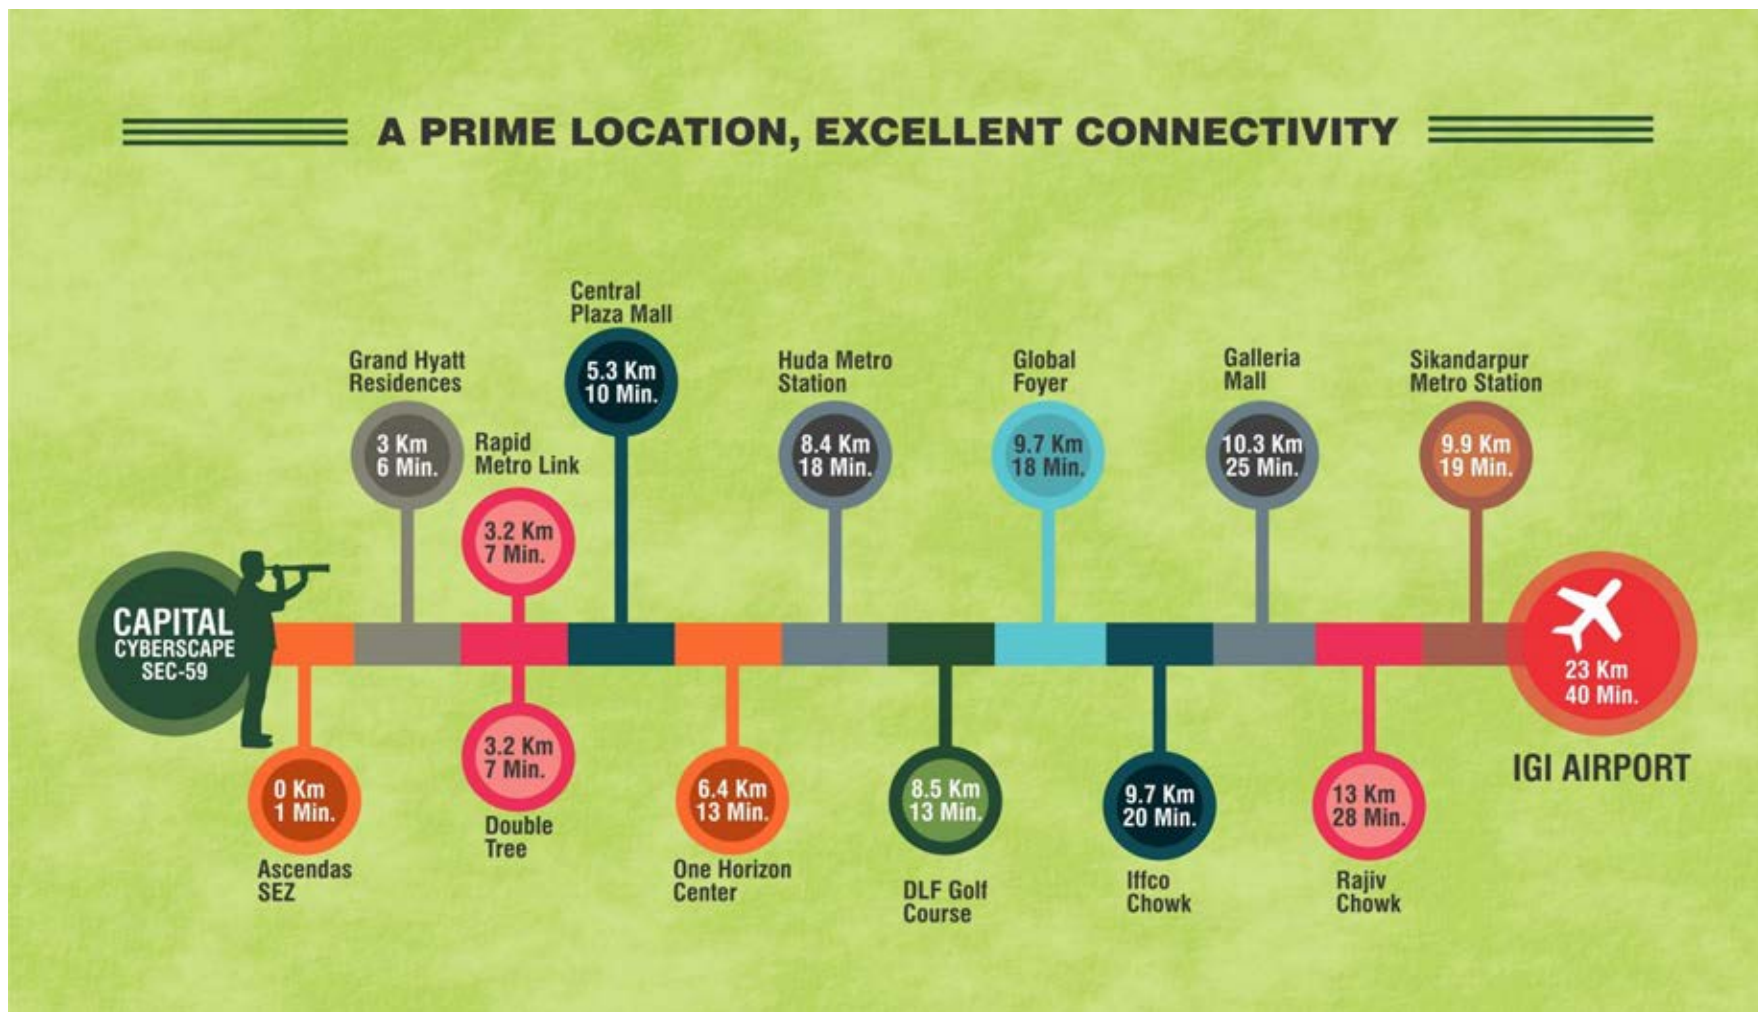 A PRIME LOCATION, EXCELLENT CONNECTIVITY
CAPITAL
CYBERSCAPE
SEC-59
0 Km
1 Min.
Ascendas
SEZ
Grand Hyatt
Residences
3 Km
6 Min.
Rapid
Metro Link
3.2 Km
7 Min.
3.2 Km
7 Min.
Double
Tree
Central
Plaza Mall
5.3 Km
10 Min.
6.4 Km
13 Min.
One Horizon
Center
Huda Metro
Station
8.4 Km
18 Min.
8.5 Km
13 Min.
DLF Golf
Course
Global
Foyer
9.7 Km
18 Min.
9.7 Km
20 Min.
Iffco
Chowk
Galleria
Mall
10.3 Km
25 Min.
13 Km
28 Min.
Rajiv
Chowk
Sikandarpur
Metro Station
9.9 Km
19 Min.
23 Km
40 Min.
IGI AIRPORT